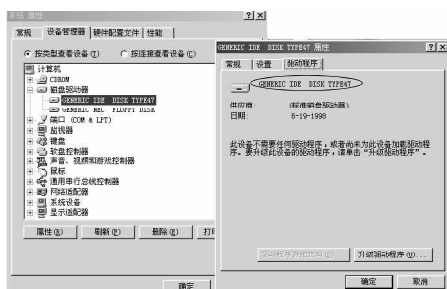 系统 属性
常规 设备管理器 硬件配置文件 性能
按类型查看设备(T) 按连接查看设备(C)
计算机
CDROM
磁盘驱动器
GENERIC IDE DISK TYPE47
GENERIC NEC FLOPPY DISK
端口 (COM & LPT)
监视器
键盘
软盘控制器
声音、视频和游戏控制器
鼠标
通用串行总线控制器
网络适配器
系统设备
显示适配器
属性(R) 刷新(F) 删除(E) 打印
确定
GENERIC IDE DISK TYPE47 属性
常规 设置 驱动程序
GENERIC IDE DISK TYPE47
供应商: (标准磁盘驱动器)
日期: 6-19-1998
此设备不需要任何驱动程序，或者尚未为此设备加载驱动程
序。要升级此设备的驱动程序，请单击“升级驱动程序”.
升级驱动程序(U)...
确定 取消